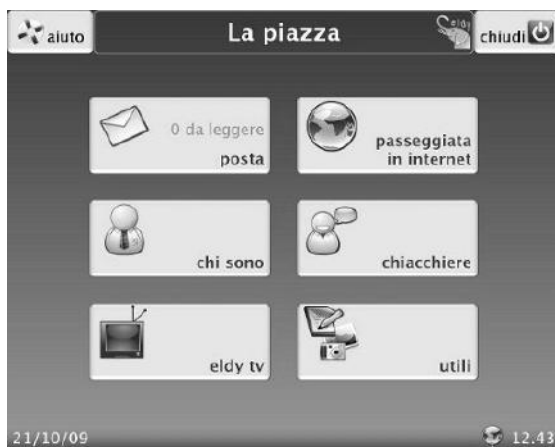 aiuto
La piazza
eldy
chiudi
0 da leggere
posta
passeggiata
in internet
chi sono
chiacchiere
eldy tv
utili
21/10/09
12.43